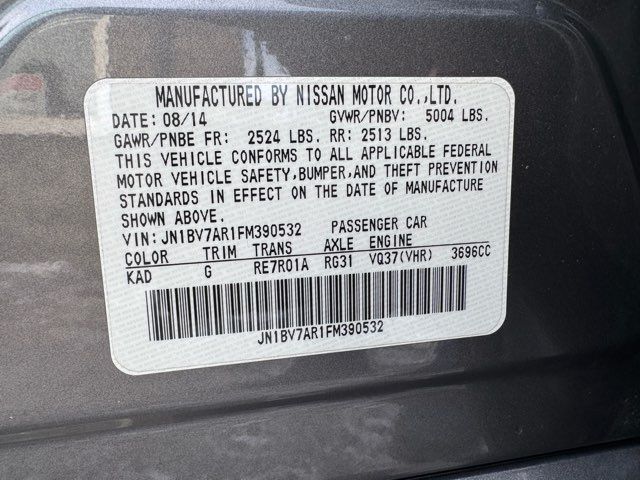 MANUFACTURED BY NISSAN MOTOR CO.,LTD.
DATE: 08/14 GVWR/PNBV: 5004 LBS.
GAWR/PNBE FR: 2524 LBS. RR: 2513 LBS.
THIS VEHICLE CONFORMS TO ALL APPLICABLE FEDERAL
MOTOR VEHICLE SAFETY,BUMPER,AND THEFT PREVENTION
STANDARDS IN EFFECT ON THE DATE OF MANUFACTURE
SHOWN ABOVE.
VIN: JN1BV7AR1FM390532 PASSENGER CAR
COLOR TRIM TRANS AXLE ENGINE
KAD G RE7R01A RG31 VQ37(VHR) 3696CC
JN1BV7AR1FM390532